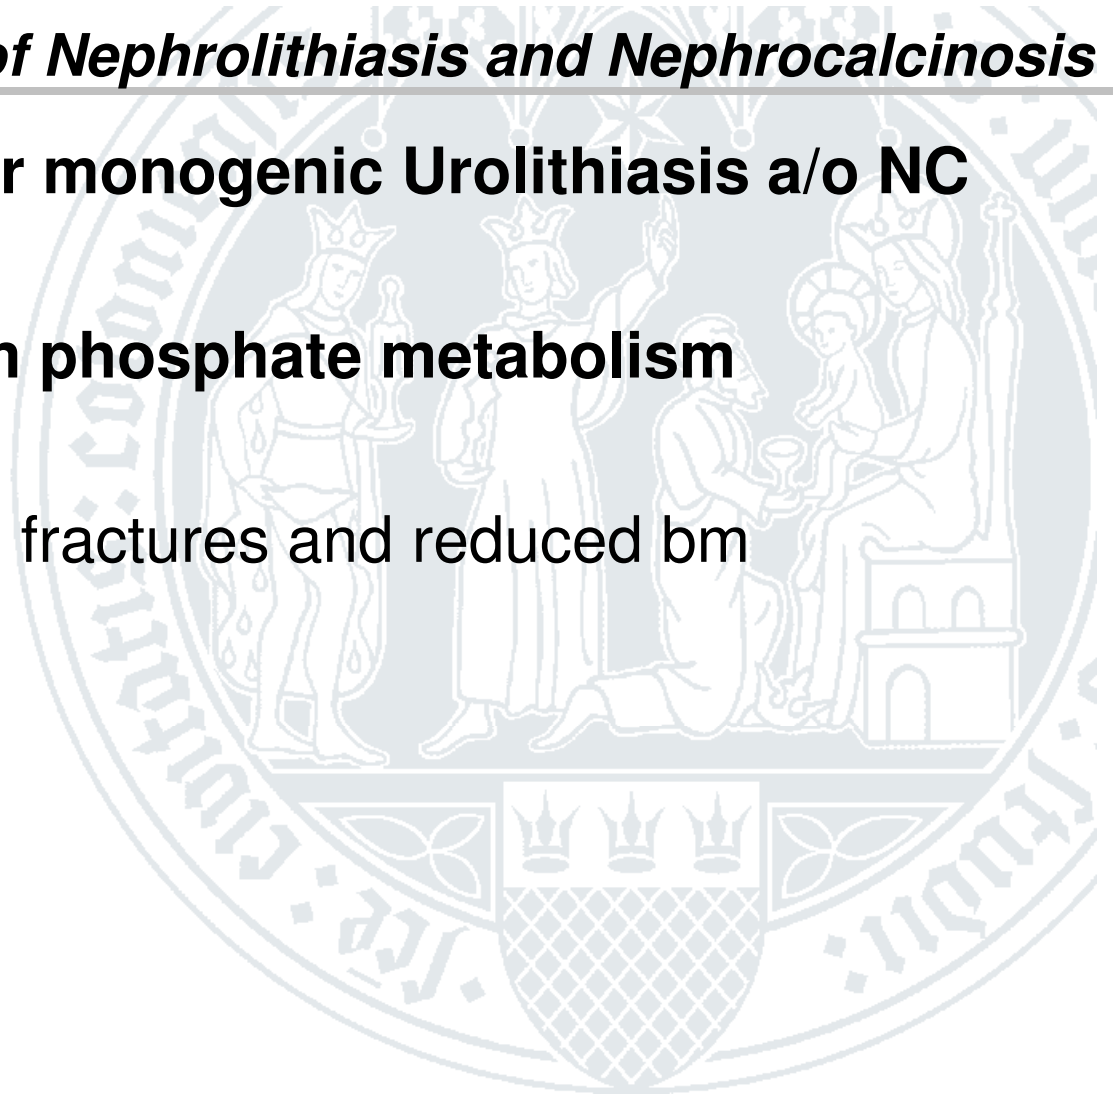 of Nephrolithiasis and Nephrocalcinosis
r monogenic Urolithiasis a/o NC
n phosphate metabolism
fractures and reduced bm